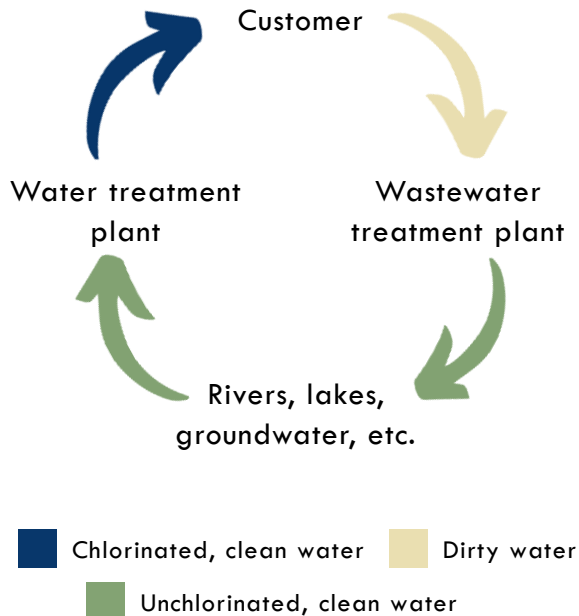 Customer
Water treatment
plant
Wastewater
treatment plant
Rivers, lakes,
groundwater, etc.
Chlorinated, clean water
Dirty water
Unchlorinated, clean water